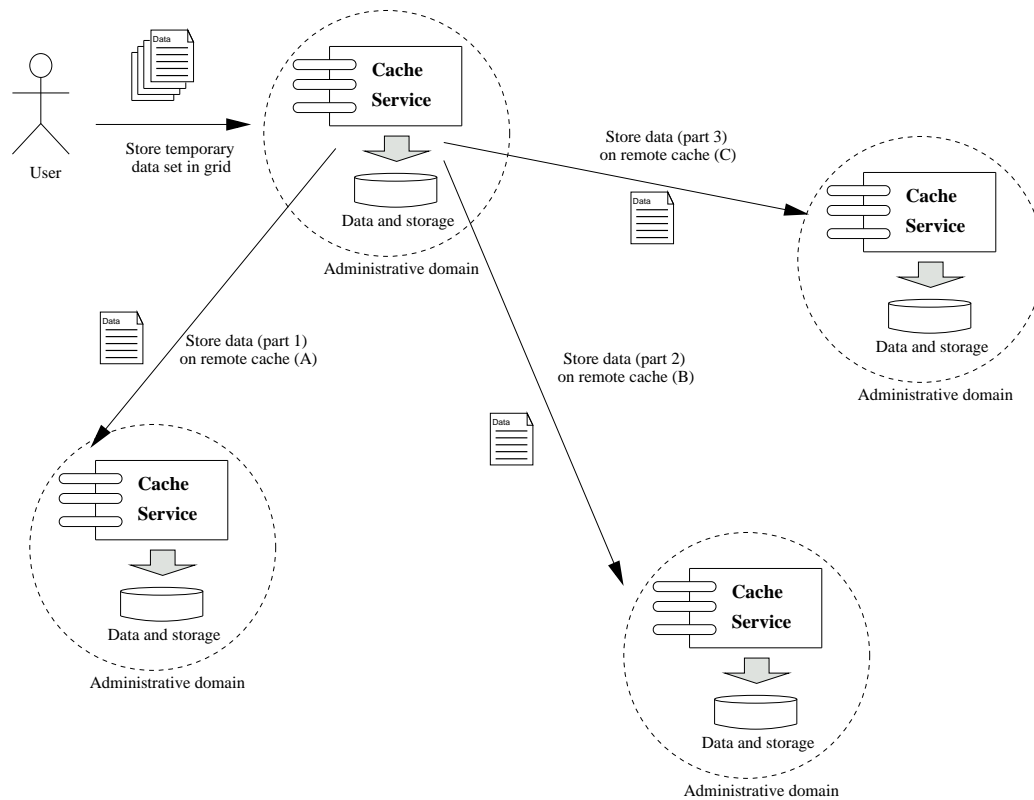 Data
Cache
Service
User
Store temporary
data set in grid
Data and storage
Administrative domain
Store data (part 3)
on remote cache (C)
Data
Cache
Service
Data and storage
Administrative domain
Data
Store data (part 1)
on remote cache (A)
Store data (part 2)
on remote cache (B)
Data
Cache
Service
Data and storage
Administrative domain
Cache
Service
Data and storage
Administrative domain